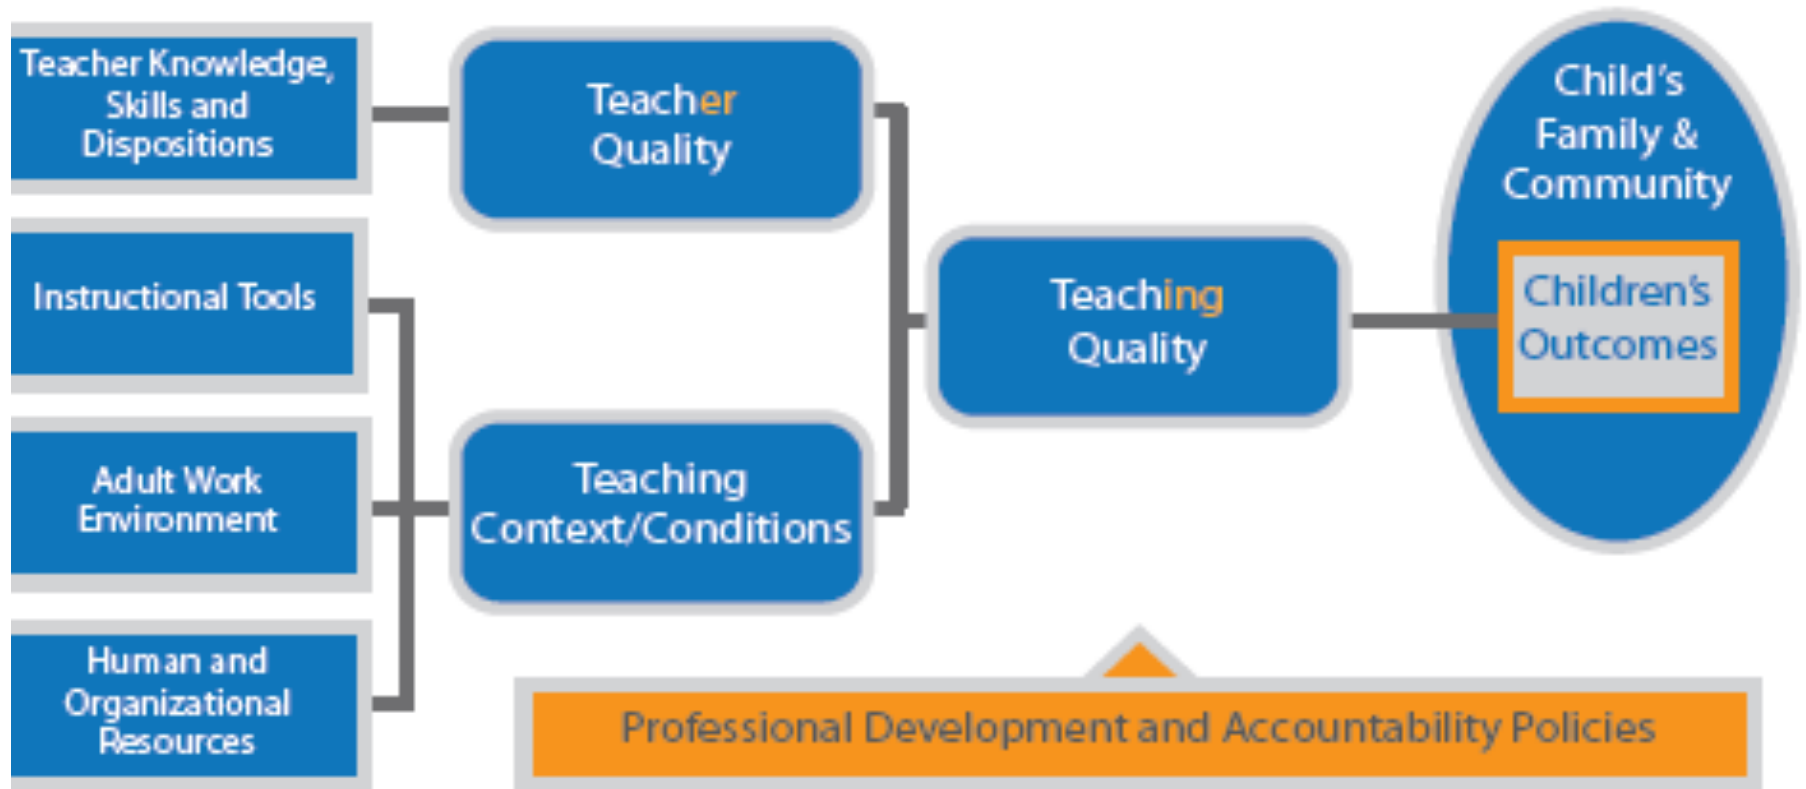 Teacher Knowledge,
Skills and
Dispositions
Teacher
Quality
Child's
Family &
Community
Instructional Tools
Teaching
Quality
Children's
Outcomes
Adult Work
Environment
Teaching
Context/Conditions
Human and
Organizational
Resources
Professional Development and Accountability Policies